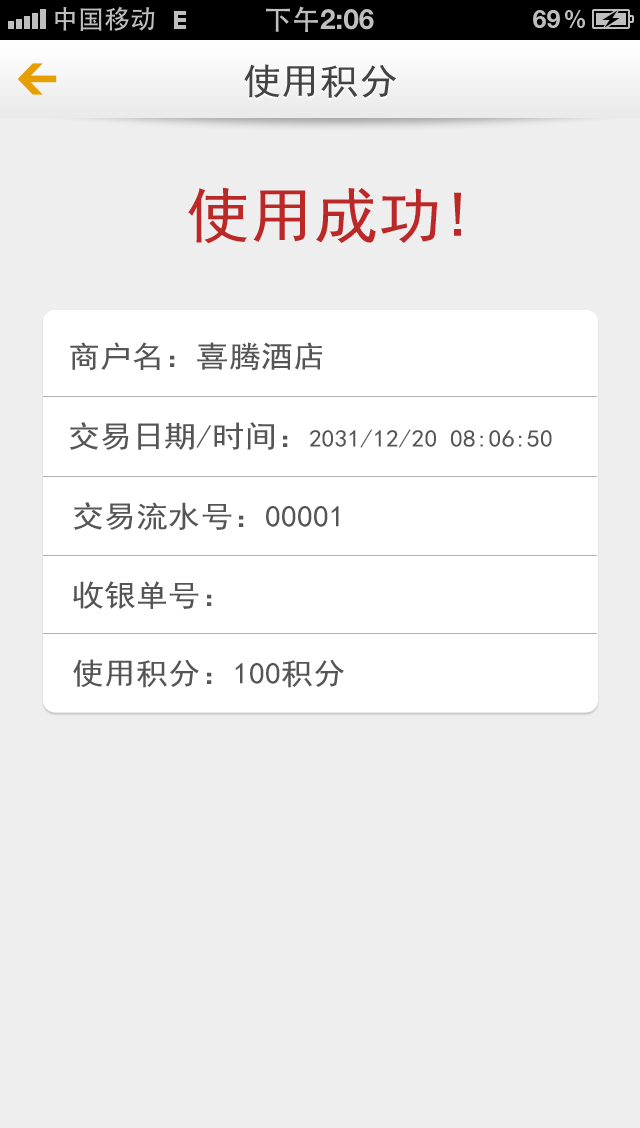 中国移动 E 下午2:06 69%
使用积分
使用成功!
商户名：喜腾酒店
交易日期/时间：2031/12/20 08:06:50
交易流水号：00001
收银单号：
使用积分：100积分